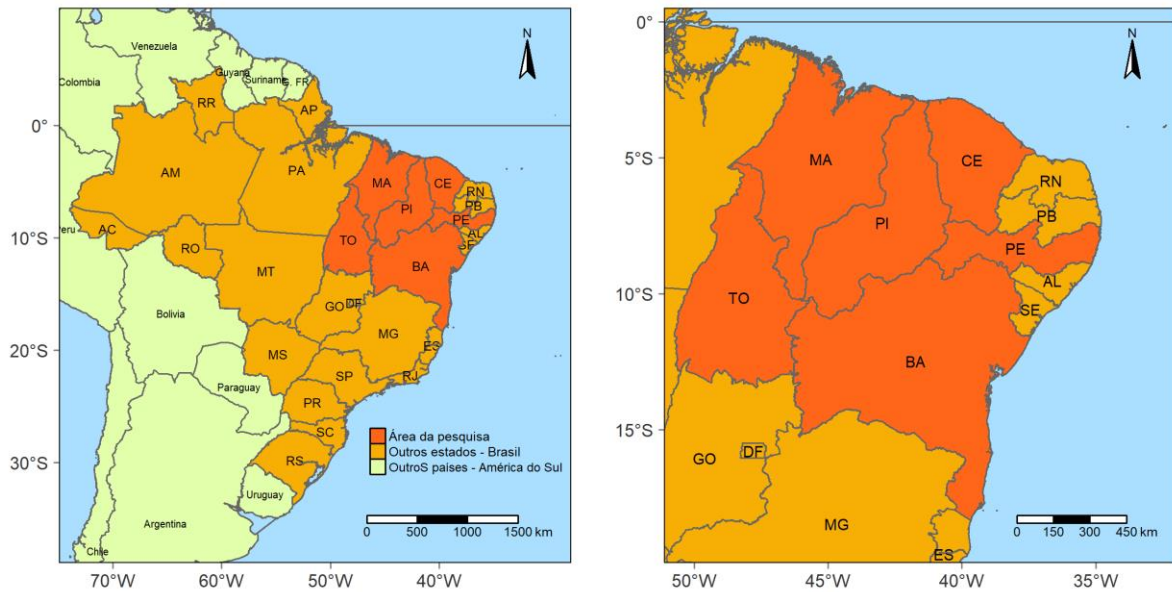 N
Venezuela
Guyana
Suriname
G. FR
Colombia
RR
AP
0°
AM
PA
MA
CE
RN
PB
PI
PE
AL
SE
AC
Peru
RO
TO
BA
10°S
MT
Bolivia
GO
DF
MG
ES
20°S
MS
SP
RJ
Paraguay
PR
SC
Área da pesquisa
Outros estados - Brasil
OutroS países - América do Sul
RS
30°S
Uruguay
Argentina
Chile
0 500 1000 1500 km
70°W 60°W 50°W 40°W
0°
N
5°S
MA
CE
RN
PB
PI
PE
AL
TO
SE
10°S
BA
15°S
GO
DF
MG
ES
0 150 300 450 km
50°W 45°W 40°W 35°W